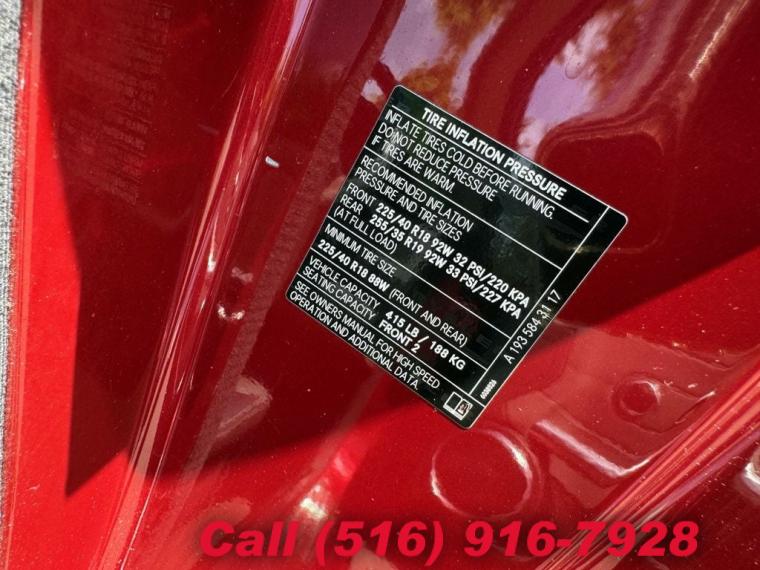 TIRE INFLATION PRESSURE
INFLATE TIRES COLD BEFORE RUNNING.
DO NOT REDUCE PRESSURE
IF TIRES ARE WARM.
RECOMMENDED INFLATION
PRESSURE AND TIRE SIZES
FRONT 225/40 R18 92W 32 PSI/220 KPA
REAR 255/35 R19 92W 33 PSI/227 KPA
(AT FULL LOAD)
MINIMUM TIRE SIZE
225/40 R18 88W (FRONT AND REAR)
VEHICLE CAPACITY 415 LB / 188 KG
SEATING CAPACITY FRONT 2
SEE OWNERS MANUAL FOR HIGH SPEED
OPERATION AND ADDITIONAL DATA.
A 193 584 31 17
Call (516) 916-7928